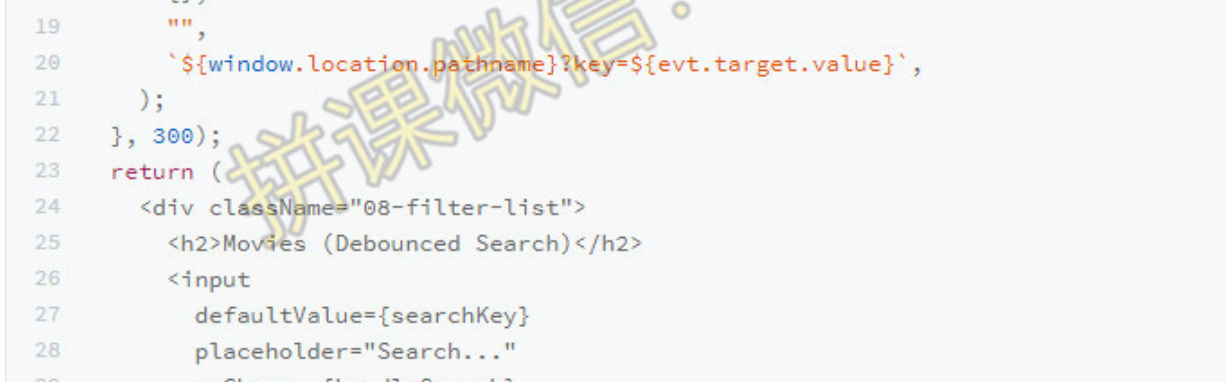 19 "",
20 `${window.location.pathname}?key=${evt.target.value}`,
21 );
22 }, 300);
23 return (
24 <div className="08-filter-list">
25 <h2>Movies (Debounced Search)</h2>
26 <input
27 defaultValue={searchKey}
28 placeholder="Search..."
拼课微信: